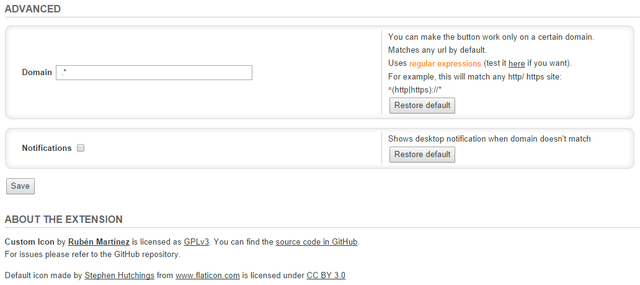 ADVANCED
You can make the button work only on a certain domain.
Matches any url by default.
Uses regular expressions (test it here if you want).
Domain .*
For example, this will match any http/ https site:
^(http|https)://*
Restore default
Notifications
Shows desktop notification when domain doesn't match
Restore default
Save
ABOUT THE EXTENSION
Custom Icon by Rubén Martínez is licensed as GPLv3. You can find the source code in GitHub.
For issues please refer to the GitHub repository.
Default icon made by Stephen Hutchings from www.flaticon.com is licensed under CC BY 3.0